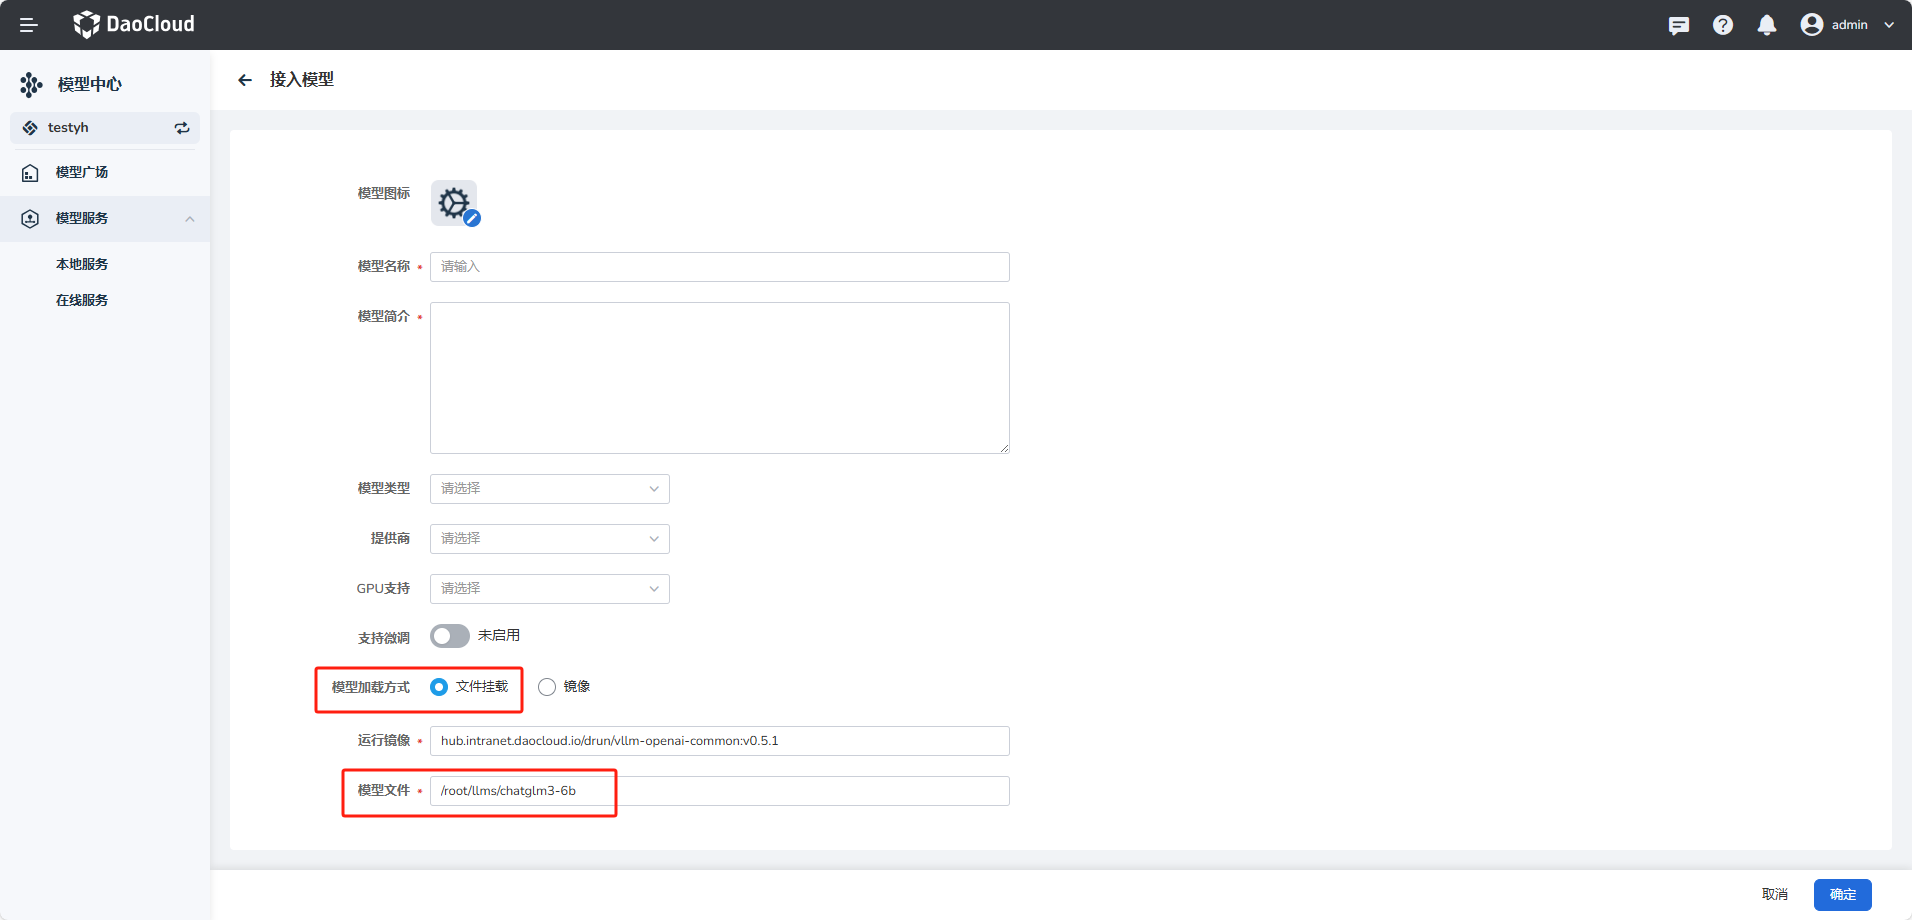 DaoCloud
admin
模型中心
testyh
模型广场
模型服务
本地服务
在线服务
接入模型
模型图标
模型名称 * 请输入
模型简介 *
模型类型 请选择
提供商 请选择
GPU支持 请选择
支持微调 未启用
模型加载方式 文件挂载 镜像
运行镜像 * hub.intranet.daocloud.io/drun/vllm-openai-common:v0.5.1
模型文件 * /root/llms/chatglm3-6b
取消 确定